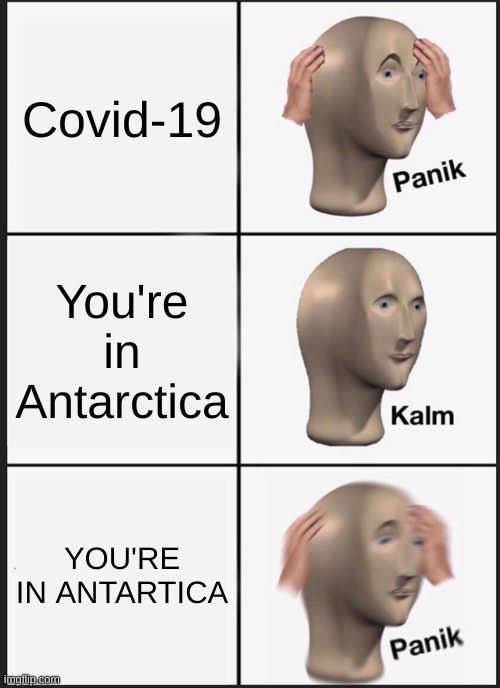 Covid-19
Panik
You're
in
Antarctica
Kalm
YOU'RE
IN ANTARTICA
Panik
imgflip.com